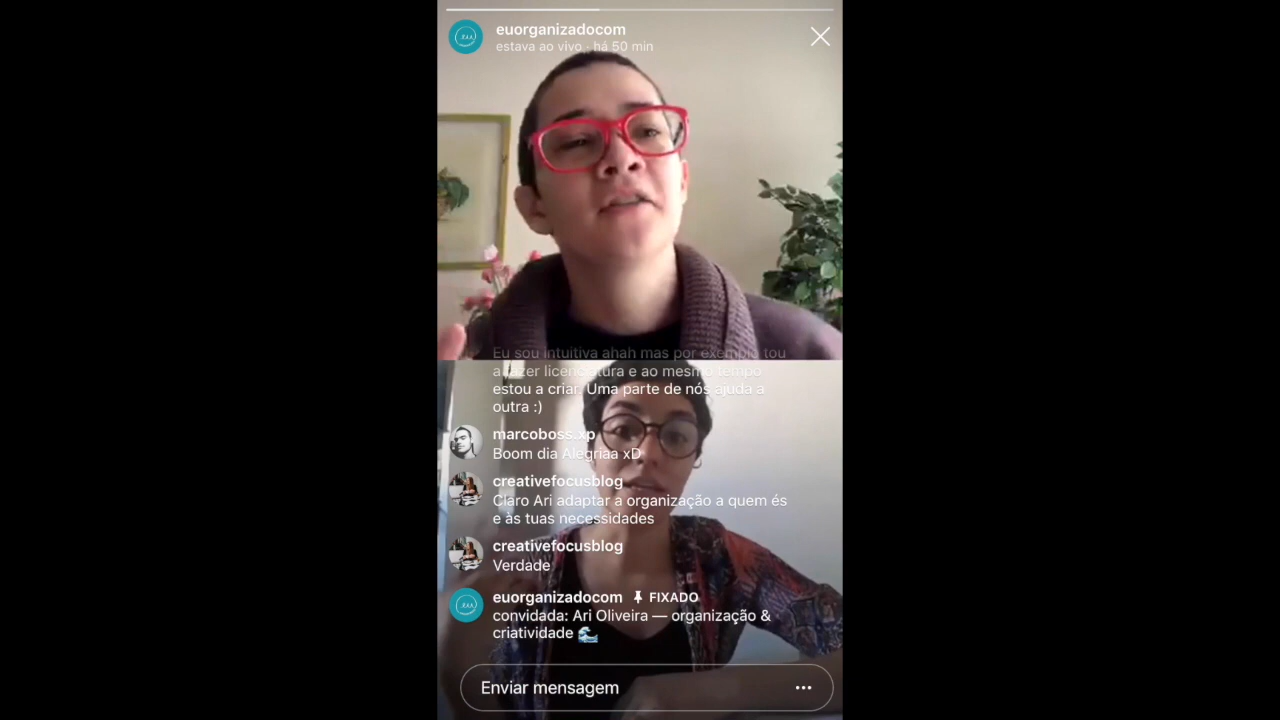 euorganizadocom
estava ao vivo · há 50 min
Eu sou intuitiva ahah mas por exemplo tou
a fazer licenciatura e ao mesmo tempo
estou a criar. Uma parte de nós ajuda a
outra :)
marcoboss.xp
Boom dia Alegriaa xD
creativefocusblog
Claro Ari adaptar a organização a quem és
e às tuas necessidades
creativefocusblog
Verdade
euorganizadocom FIXADO
convidada: Ari Oliveira — organização &
criatividade 🌊
Enviar mensagem